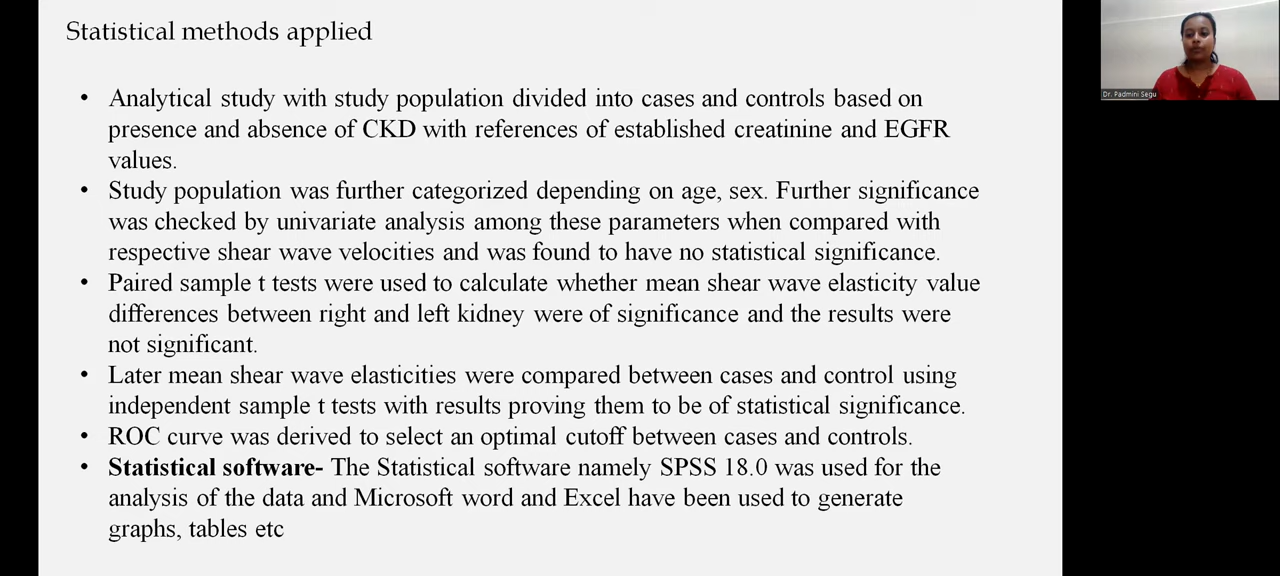 Statistical methods applied
• Analytical study with study population divided into cases and controls based on
presence and absence of CKD with references of established creatinine and EGFR
values.
• Study population was further categorized depending on age, sex. Further significance
was checked by univariate analysis among these parameters when compared with
respective shear wave velocities and was found to have no statistical significance.
• Paired sample t tests were used to calculate whether mean shear wave elasticity value
differences between right and left kidney were of significance and the results were
not significant.
• Later mean shear wave elasticities were compared between cases and control using
independent sample t tests with results proving them to be of statistical significance.
• ROC curve was derived to select an optimal cutoff between cases and controls.
• Statistical software- The Statistical software namely SPSS 18.0 was used for the
analysis of the data and Microsoft word and Excel have been used to generate
graphs, tables etc
Dr. Padmini Segu